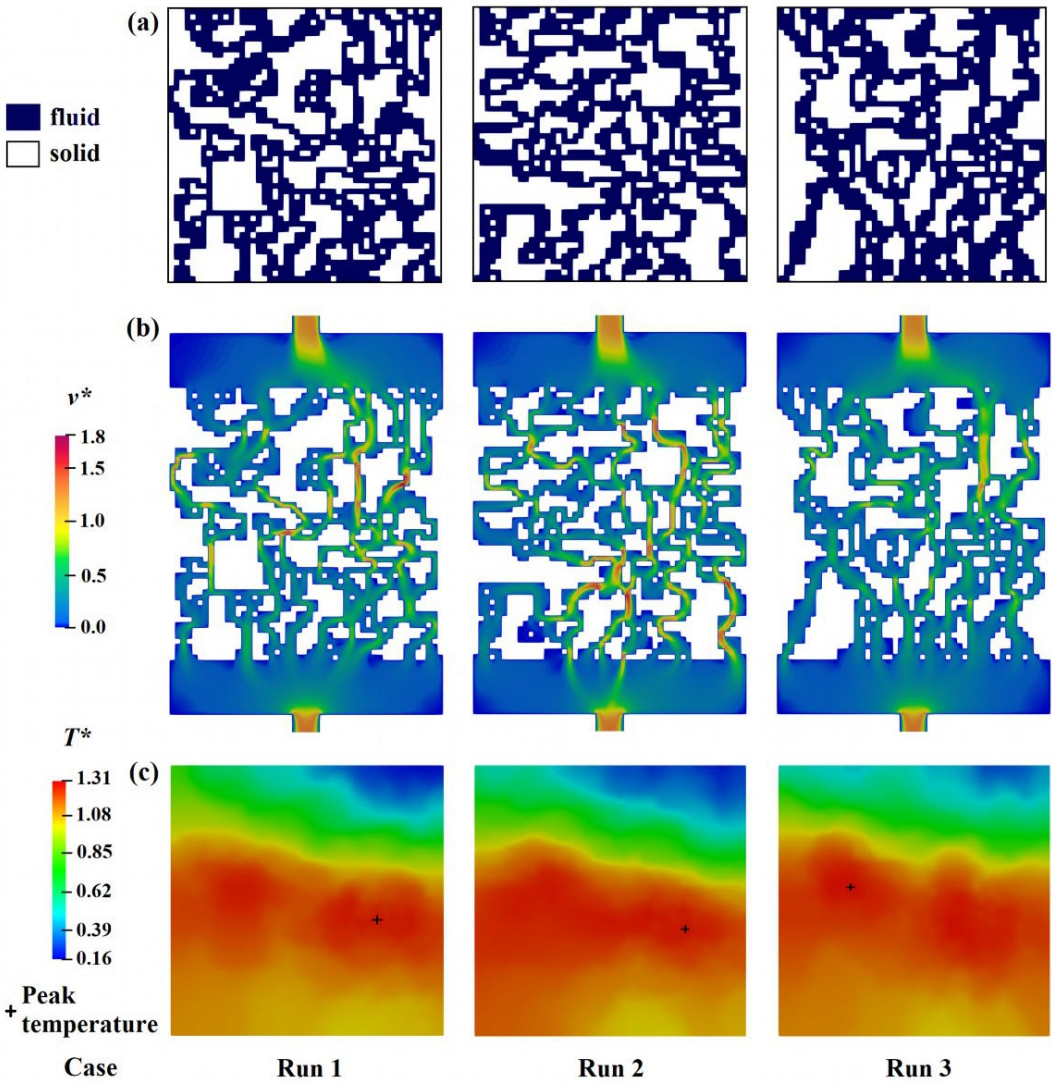 (a)
fluid
solid
(b)
v*
1.8
1.5
1.0
0.5
0.0
T*
(c)
1.31
1.08
0.85
0.62
0.39
0.16
+ Peak
temperature
Case Run 1 Run 2 Run 3